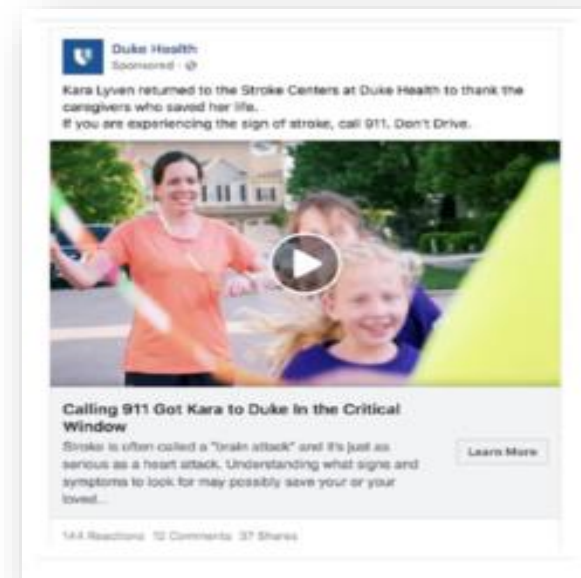 Duke Health
Sponsored ·
Kara Lyven returned to the Stroke Centers at Duke Health to thank the
caregivers who saved her life.
If you are experiencing the sign of stroke, call 911. Don't Drive.
Calling 911 Got Kara to Duke In the Critical
Window
Stroke is often called a "brain attack" and it's just as
serious as a heart attack. Understanding what signs and
symptoms to look for may possibly save your or your
loved...
Learn More
144 Reactions 12 Comments 37 Shares